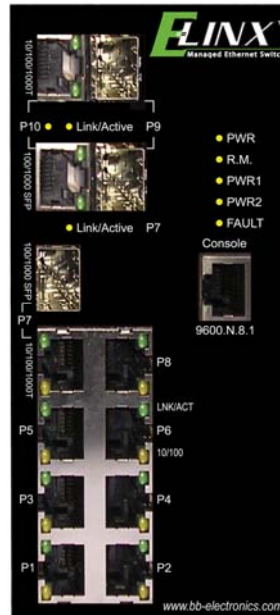 ELINX
Managed Ethernet Switch
10/100/1000T
P10 Link/Active P9
100/1000 SFP
Link/Active P7
PWR
R.M.
PWR1
PWR2
FAULT
Console
9600.N.8.1
100/1000 SFP
P7
10/100/1000T
P8
LNK/ACT
P5 P6
10/100
P3 P4
P1 P2
www.bb-electronics.com